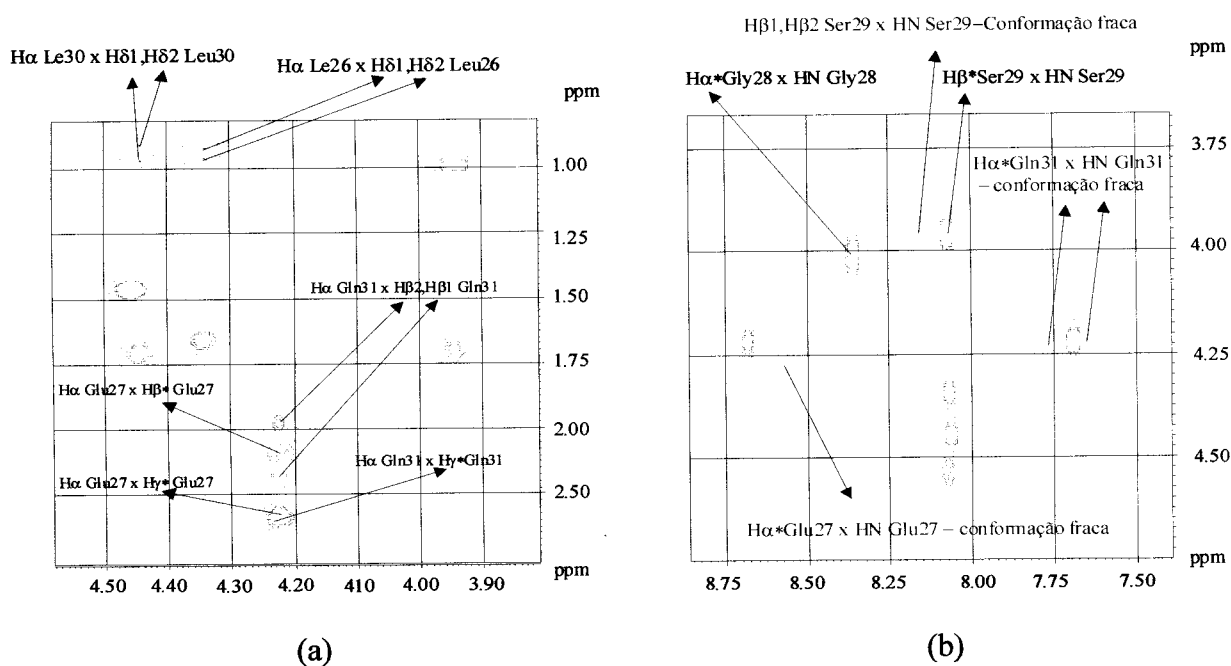 Hα Le30 x Hδ1,Hδ2 Leu30
Hα Le26 x Hδ1,Hδ2 Leu26
ppm
1.00
1.25
1.50
Hα Gln31 x Hβ2,Hβ1 Gln31
1.75
Hα Glu27 x Hβ* Glu27
2.00
Hα Gln31 x Hγ*Gln31
Hα Glu27 x Hγ* Glu27
2.50
ppm
4.50 4.40 4.30 4.20 4.10 4.00 3.90
(a)
Hβ1,Hβ2 Ser29 x HN Ser29–Conformação fraca
ppm
Hα*Gly28 x HN Gly28
Hβ*Ser29 x HN Ser29
3.75
Hα*Gln31 x HN Gln31
– conformação fraca
4.00
4.25
4.50
Hα*Glu27 x HN Glu27 – conformação fraca
ppm
8.75 8.50 8.25 8.00 7.75 7.50
(b)